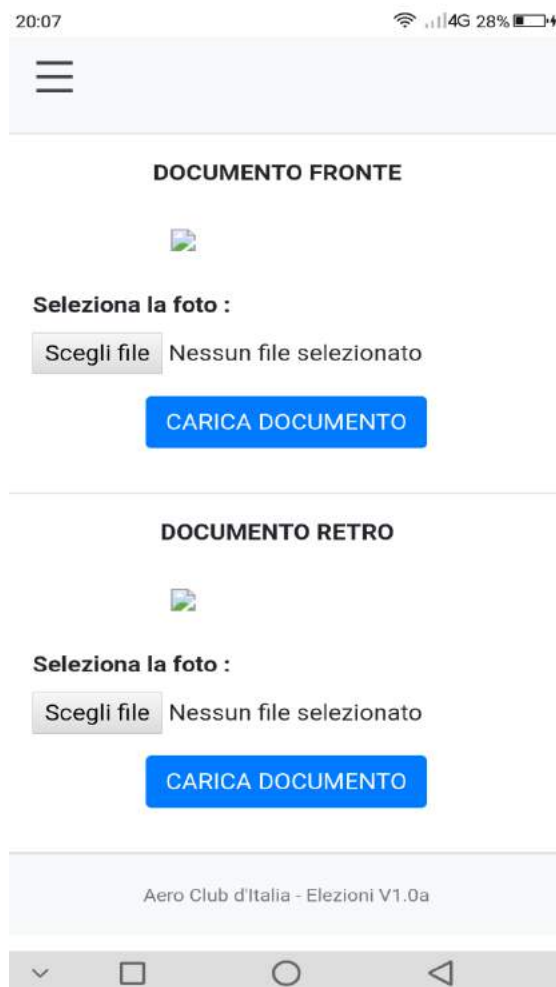 20:07 4G 28%
DOCUMENTO FRONTE
Seleziona la foto :
Scegli file Nessun file selezionato
CARICA DOCUMENTO
DOCUMENTO RETRO
Seleziona la foto :
Scegli file Nessun file selezionato
CARICA DOCUMENTO
Aero Club d'Italia - Elezioni V1.0a